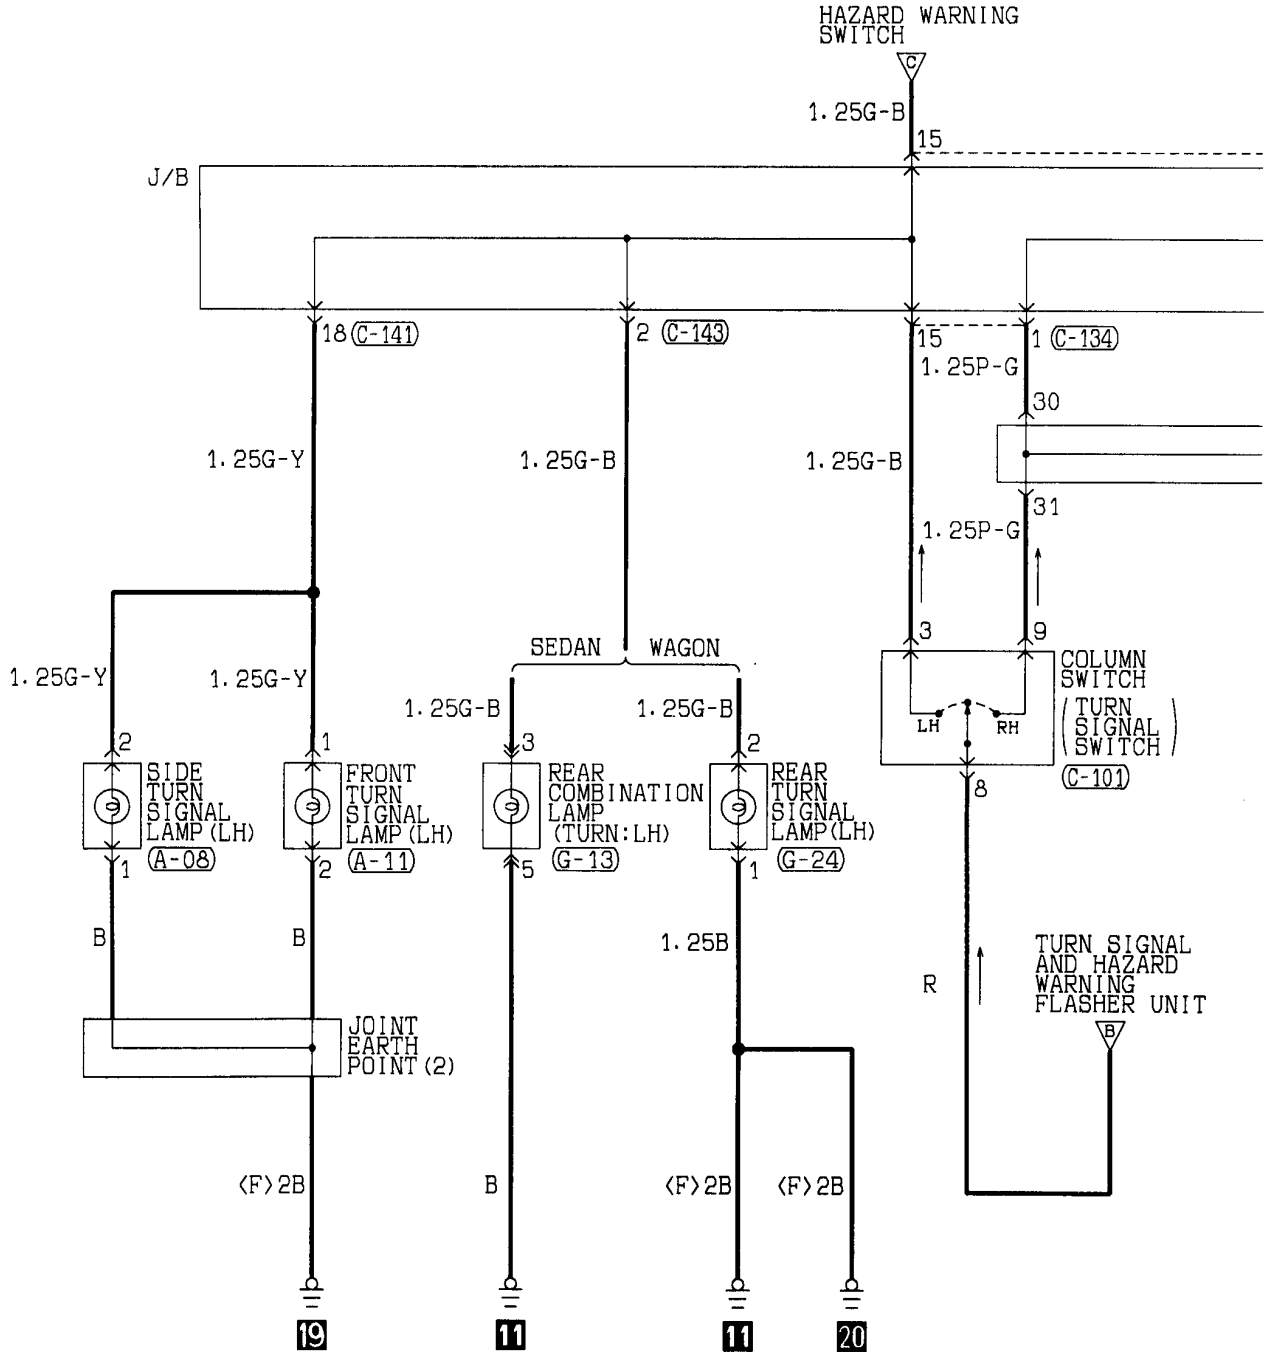 HAZARD WARNING
SWITCH
C
1.25G-B
15
J/B
18 (C-141)
2 (C-143)
15
1 (C-134)
1.25P-G
30
1.25G-Y
1.25G-B
1.25G-B
31
1.25P-G
3
9
SEDAN
WAGON
COLUMN
SWITCH
(TURN
SIGNAL
SWITCH)
(C-101)
LH
RH
8
1.25G-Y
1.25G-Y
1.25G-B
1.25G-B
2
1
3
2
SIDE
TURN
SIGNAL
LAMP(LH)
(A-08)
FRONT
TURN
SIGNAL
LAMP(LH)
(A-11)
REAR
COMBINATION
LAMP
(TURN:LH)
(G-13)
REAR
TURN
SIGNAL
LAMP(LH)
(G-24)
1
2
5
1
B
B
1.25B
R
TURN SIGNAL
AND HAZARD
WARNING
FLASHER UNIT
B
JOINT
EARTH
POINT(2)
<F>2B
B
<F>2B
<F>2B
19
11
11
20